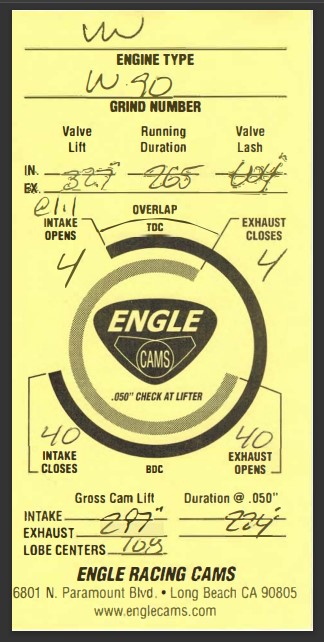 VW
ENGINE TYPE
W-90
GRIND NUMBER
Valve Lift Running Duration Valve Lash
IN. EX. 327" 265 .004"
@1.1
OVERLAP
INTAKE OPENS TDC EXHAUST CLOSES
4 4
ENGLE
CAMS
.050" CHECK AT LIFTER
40 40
INTAKE CLOSES BDC EXHAUST OPENS
Gross Cam Lift Duration @ .050"
INTAKE
EXHAUST 297" 224°
LOBE CENTERS 108
ENGLE RACING CAMS
6801 N. Paramount Blvd. • Long Beach CA 90805
www.englecams.com